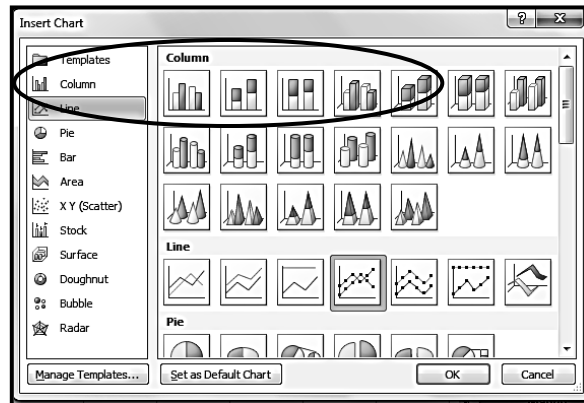 Insert Chart
Templates
Column
Line
Pie
Bar
Area
X Y (Scatter)
Stock
Surface
Doughnut
Bubble
Radar
Column
Line
Pie
Manage Templates...
Set as Default Chart
OK
Cancel